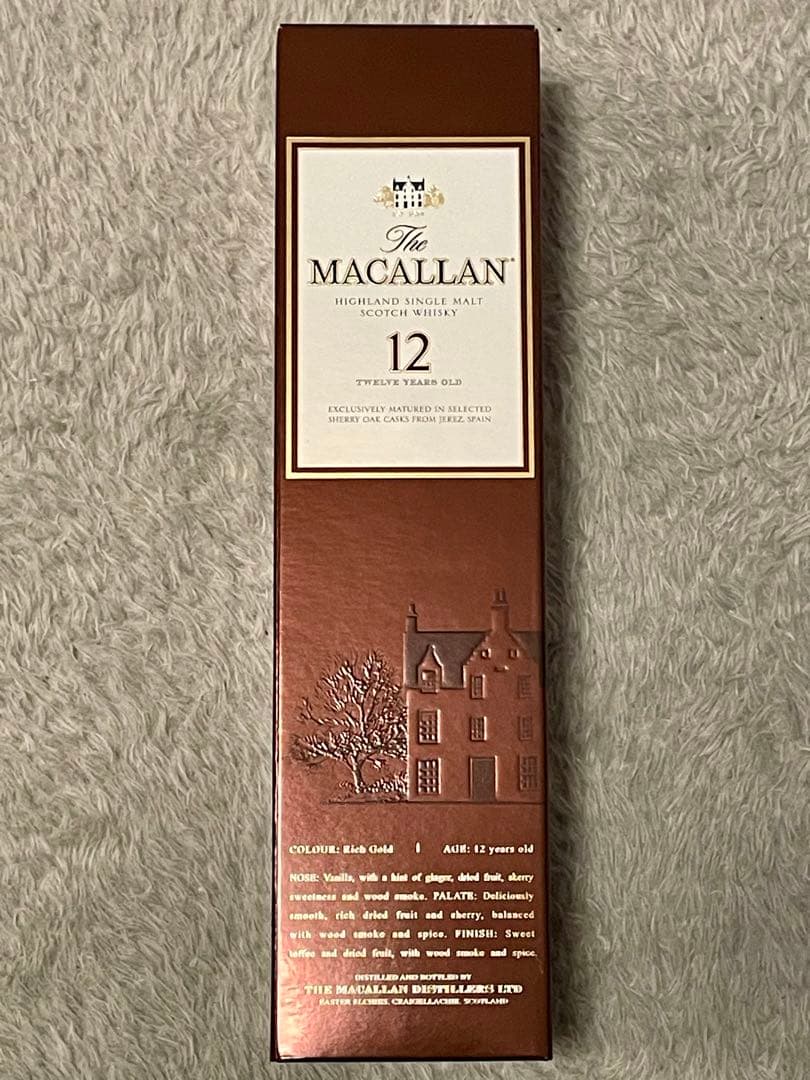 The
MACALLAN
HIGHLAND SINGLE MALT
SCOTCH WHISKY
12
TWELVE YEARS OLD
EXCLUSIVELY MATURED IN SELECTED
SHERRY OAK CASKS FROM JEREZ, SPAIN
COLOUR: Rich Gold | AGE: 12 years old
NOSE: Vanilla, with a hint of ginger, dried fruit, sherry
sweetness and wood smoke. PALATE: Deliciously
smooth, rich dried fruit and sherry, balanced
with wood smoke and spice. FINISH: Sweet
toffee and dried fruit, with wood smoke and spice.
DISTILLED AND BOTTLED BY
THE MACALLAN DISTILLERS LTD
EASTER ELCHIES, CRAIGELLACHIE, SCOTLAND